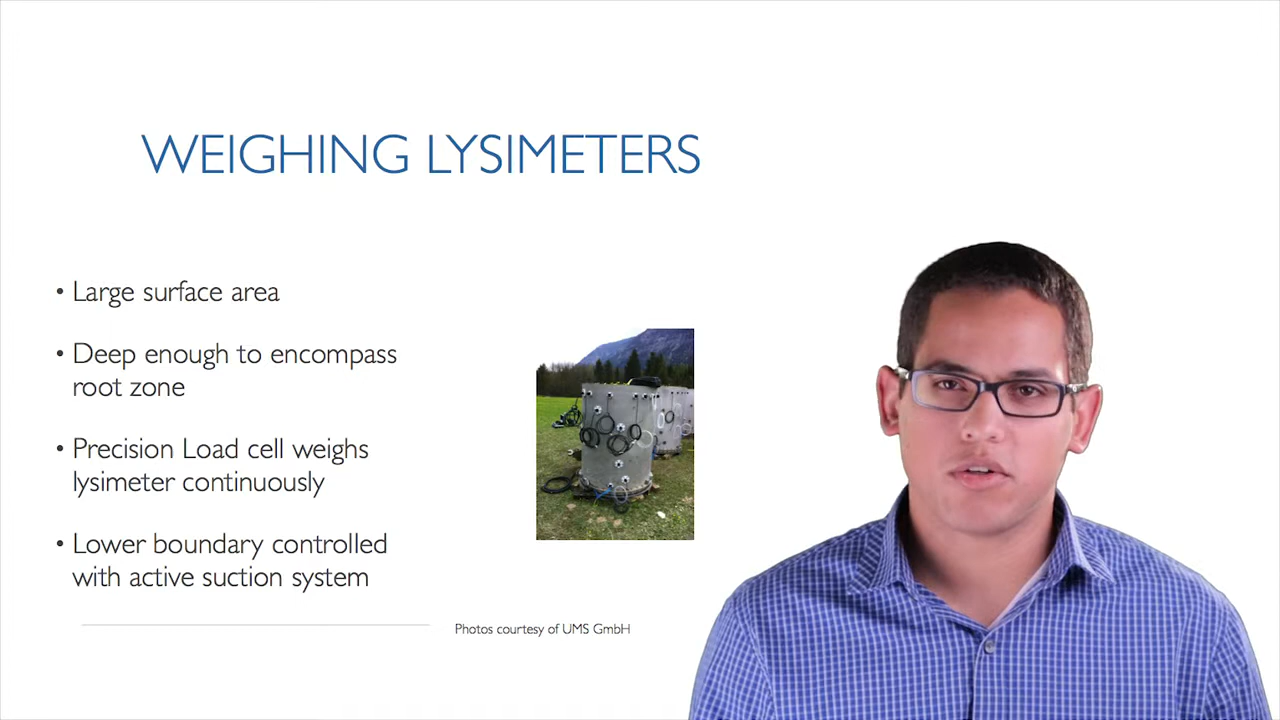 WEIGHING LYSIMETERS
• Large surface area
• Deep enough to encompass
root zone
• Precision Load cell weighs
lysimeter continuously
• Lower boundary controlled
with active suction system
Photos courtesy of UMS GmbH